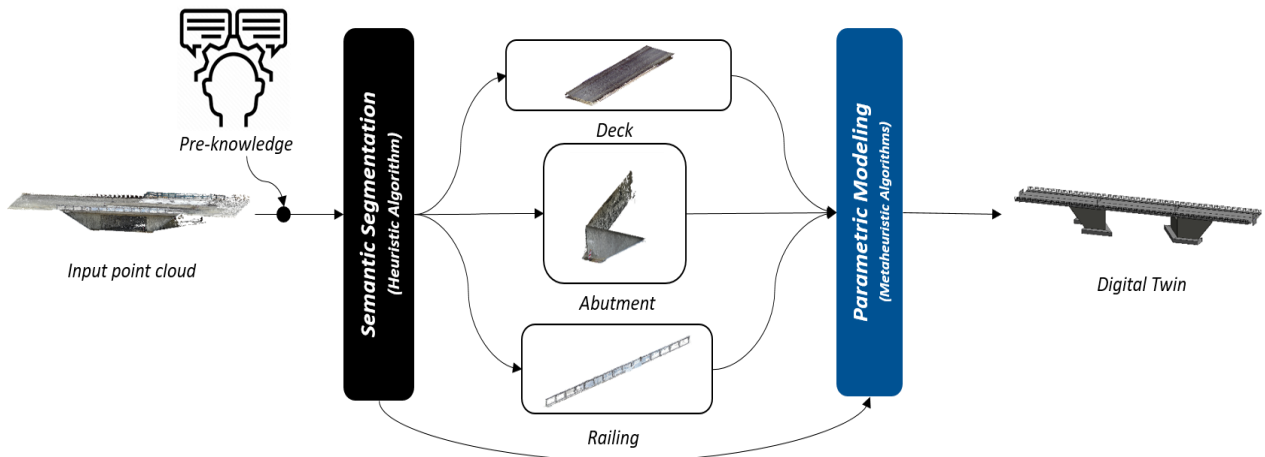 Pre-knowledge
Input point cloud
Semantic Segmentation
(Heuristic Algorithm)
Deck
Abutment
Railing
Parametric Modeling
(Metaheuristic Algorithms)
Digital Twin